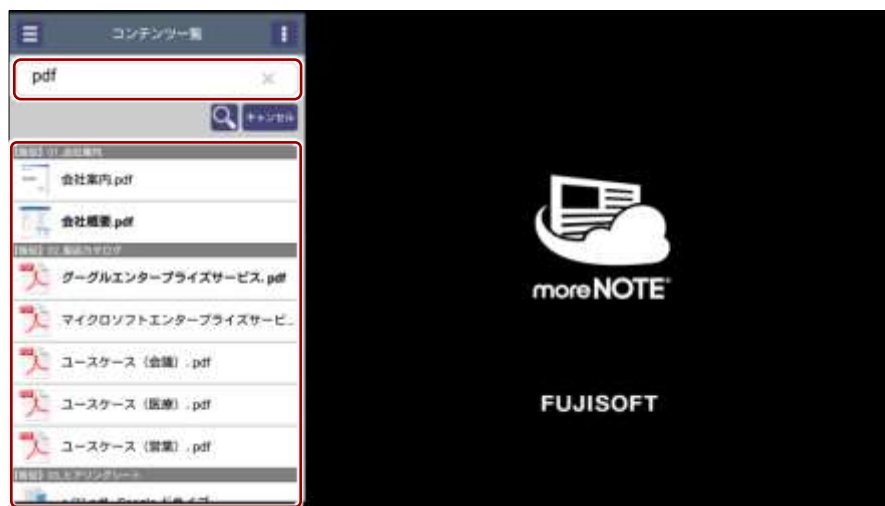 コンテンツ一覧
pdf
キャンセル
会社案内.pdf
会社概要.pdf
グーグルエンタープライズサービス.pdf
マイクロソフトエンタープライズサービ…
ユースケース（会議）.pdf
ユースケース（医療）.pdf
ユースケース（営業）.pdf
moreNOTE
FUJISOFT